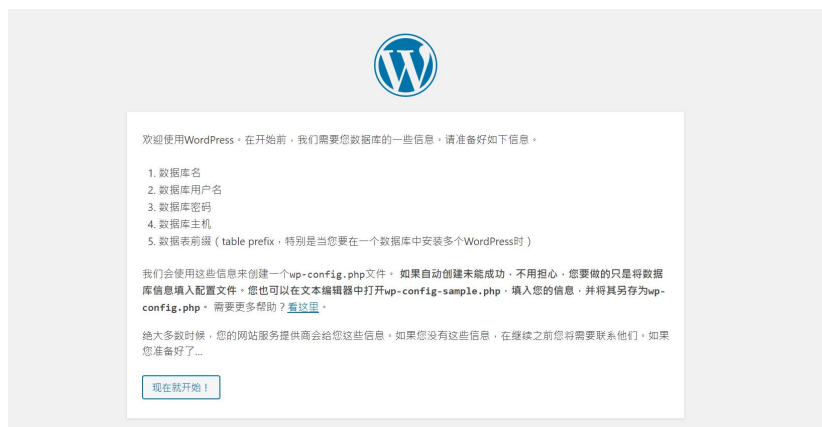 欢迎使用WordPress。在开始前，我们需要您数据库的一些信息。请准备好如下信息。
1. 数据库名
2. 数据库用户名
3. 数据库密码
4. 数据库主机
5. 数据表前缀（table prefix，特别是当您要在一个数据库中安装多个WordPress时）
我们会使用这些信息来创建一个wp-config.php文件。 如果自动创建未能成功，不用担心，您要做的只是将数据
库信息填入配置文件。您也可以在文本编辑器中打开wp-config-sample.php，填入您的信息，并将其另存为wp-
config.php。 需要更多帮助？看这里。
绝大多数时候，您的网站服务提供商会给您这些信息。如果您没有这些信息，在继续之前您将需要联系他们。如果
您准备好了…
现在就开始！